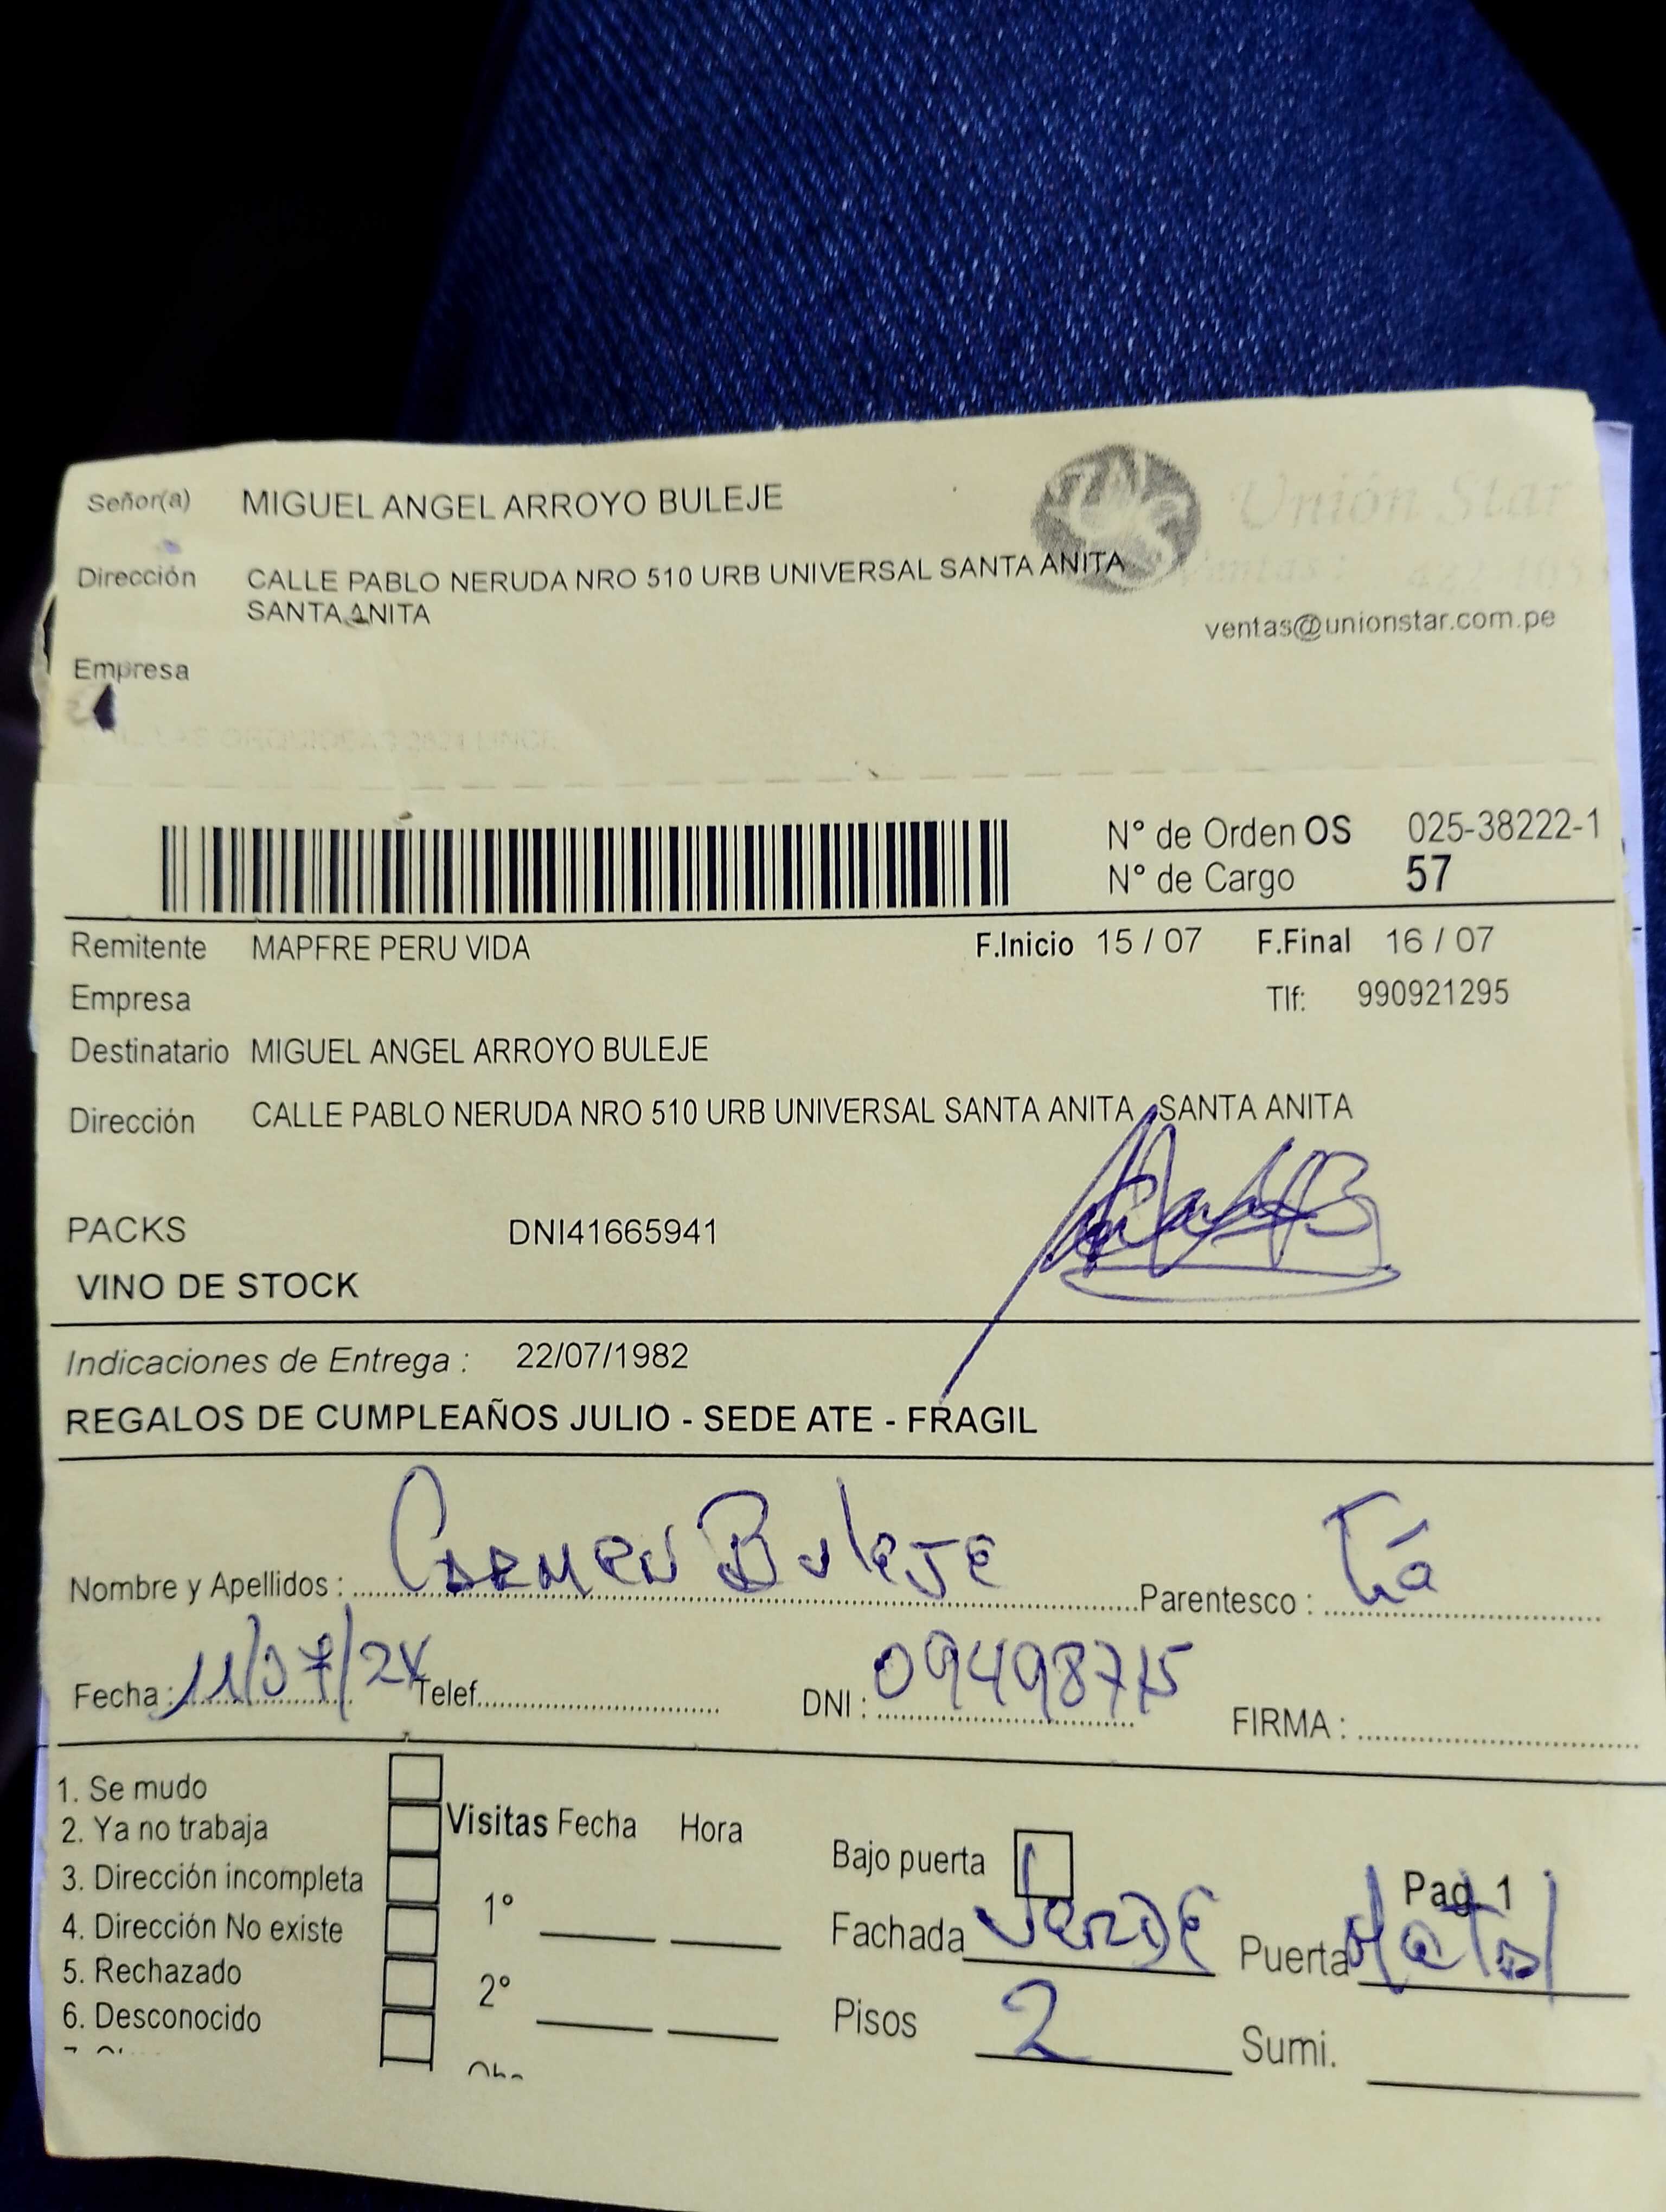 Señor(a) MIGUEL ANGEL ARROYO BULEJE
Unión Star
Dirección CALLE PABLO NERUDA NRO 510 URB UNIVERSAL SANTA ANITA
SANTA ANITA
ventas@unionstar.com.pe
Empresa
N° de Orden OS 025-38222-1
N° de Cargo 57
Remitente MAPFRE PERU VIDA F.Inicio 15 / 07 F.Final 16 / 07
Empresa Tlf: 990921295
Destinatario MIGUEL ANGEL ARROYO BULEJE
Dirección CALLE PABLO NERUDA NRO 510 URB UNIVERSAL SANTA ANITA SANTA ANITA
PACKS DNI41665941
VINO DE STOCK
Indicaciones de Entrega : 22/07/1982
REGALOS DE CUMPLEAÑOS JULIO - SEDE ATE - FRAGIL
Nombre y Apellidos : Carmen Buleje Parentesco : Tía
Fecha : 11/07/24 Telef. DNI : 09498715 FIRMA :
1. Se mudo
2. Ya no trabaja
3. Dirección incompleta
4. Dirección No existe
5. Rechazado
6. Desconocido
Visitas Fecha Hora
1°
2°
Bajo puerta
Pag 1
Fachada VERDE Puerta Metal
Pisos 2 Sumi.